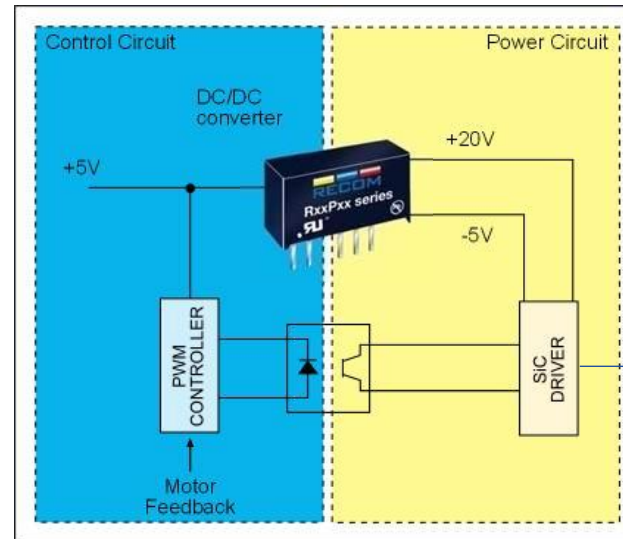 Control Circuit
Power Circuit
DC/DC
converter
+5V
+20V
RECOM
RxxPxx series
-5V
PWM
CONTROLLER
SiC
DRIVER
Motor
Feedback